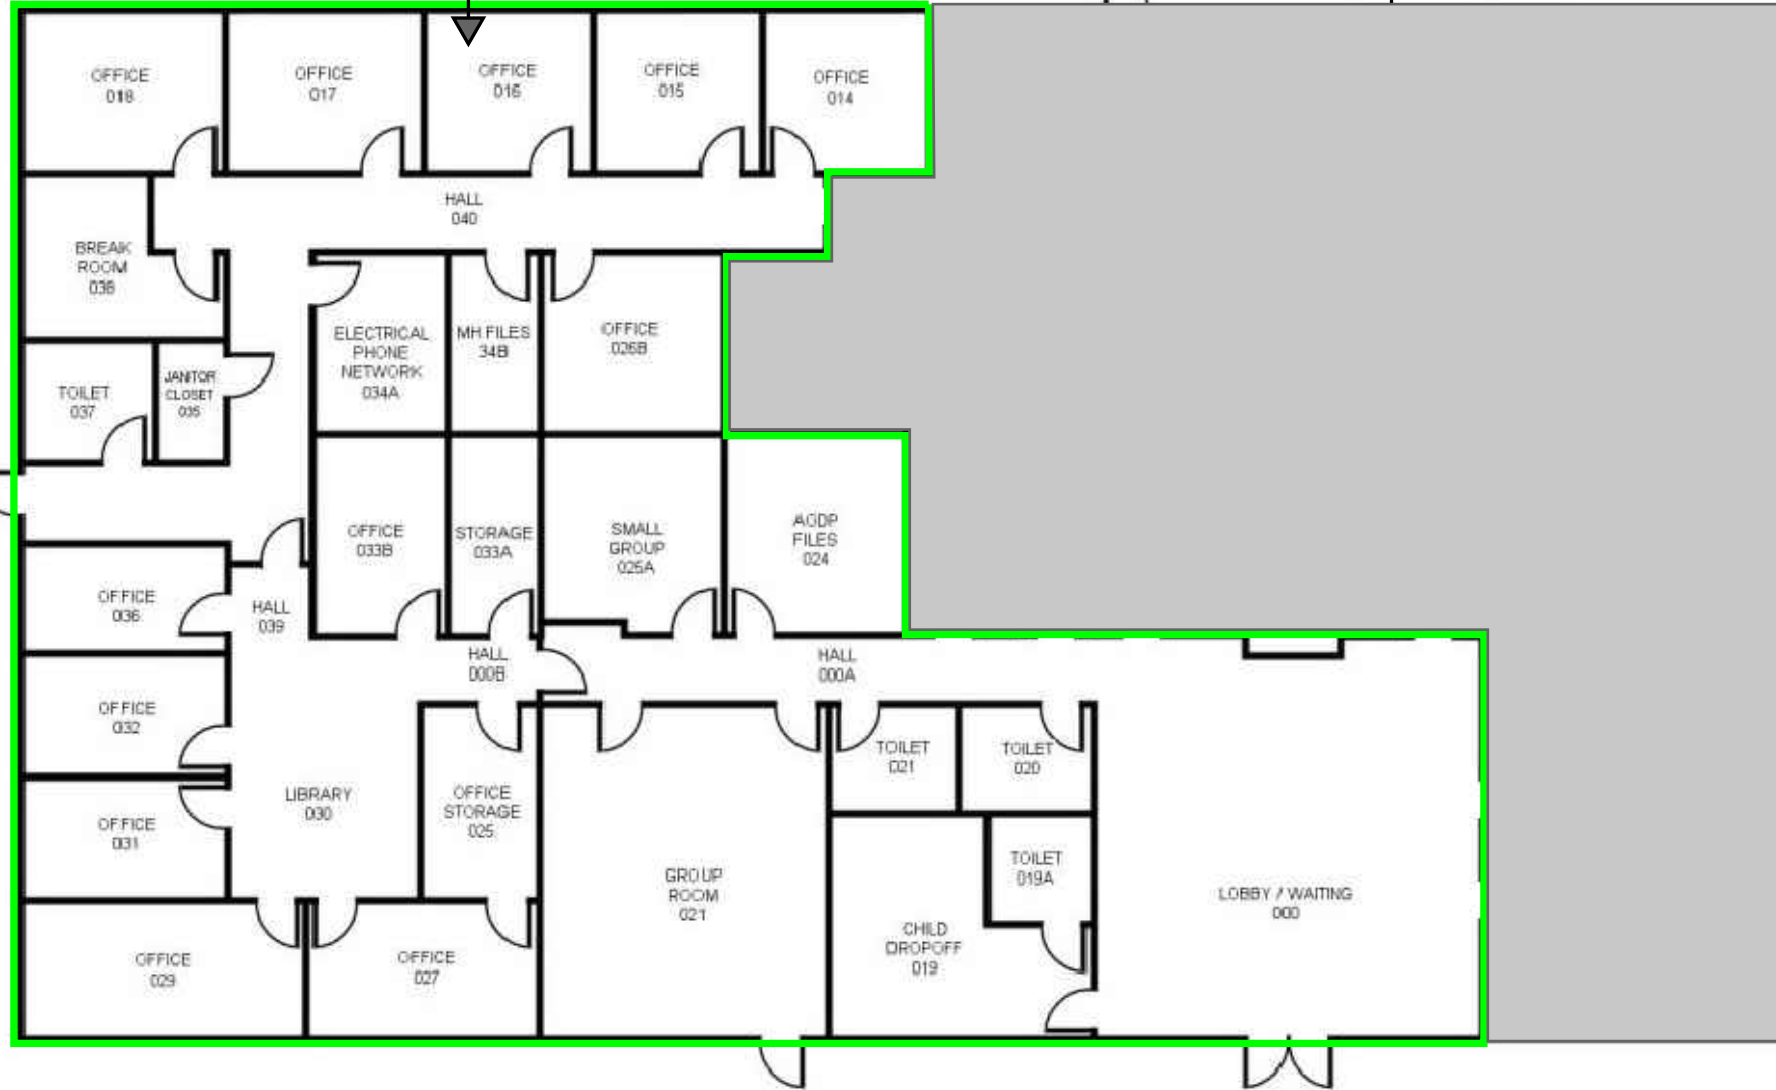 OFFICE
018
OFFICE
017
OFFICE
016
OFFICE
015
OFFICE
014
HALL
040
BREAK
ROOM
038
ELECTRICAL
PHONE
NETWORK
034A
MH FILES
34B
OFFICE
026B
TOILET
037
JANITOR
CLOSET
035
OFFICE
033B
STORAGE
033A
SMALL
GROUP
025A
AODP
FILES
024
OFFICE
036
HALL
039
HALL
000B
HALL
000A
OFFICE
032
TOILET
021
TOILET
020
OFFICE
031
LIBRARY
030
OFFICE
STORAGE
025
GROUP
ROOM
021
TOILET
019A
LOBBY / WAITING
000
CHILD
DROPOFF
019
OFFICE
029
OFFICE
027